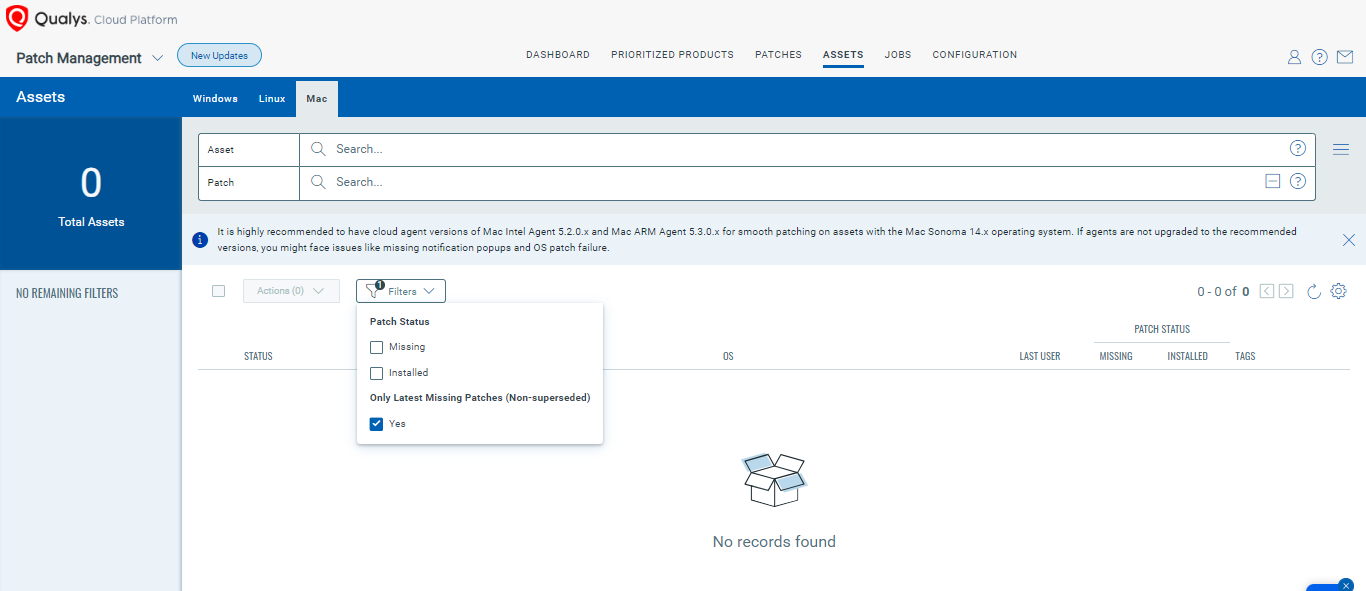 Qualys. Cloud Platform
Patch Management
New Updates
DASHBOARD
PRIORITIZED PRODUCTS
PATCHES
ASSETS
JOBS
CONFIGURATION
Assets
Windows
Linux
Mac
0
Total Assets
NO REMAINING FILTERS
Asset
Search...
Patch
Search...
It is highly recommended to have cloud agent versions of Mac Intel Agent 5.2.0.x and Mac ARM Agent 5.3.0.x for smooth patching on assets with the Mac Sonoma 14.x operating system. If agents are not upgraded to the recommended
versions, you might face issues like missing notification popups and OS patch failure.
Actions (0)
1
Filters
0 - 0 of 0
Patch Status
Missing
Installed
Only Latest Missing Patches (Non-superseded)
Yes
PATCH STATUS
STATUS
OS
LAST USER
MISSING
INSTALLED
TAGS
No records found